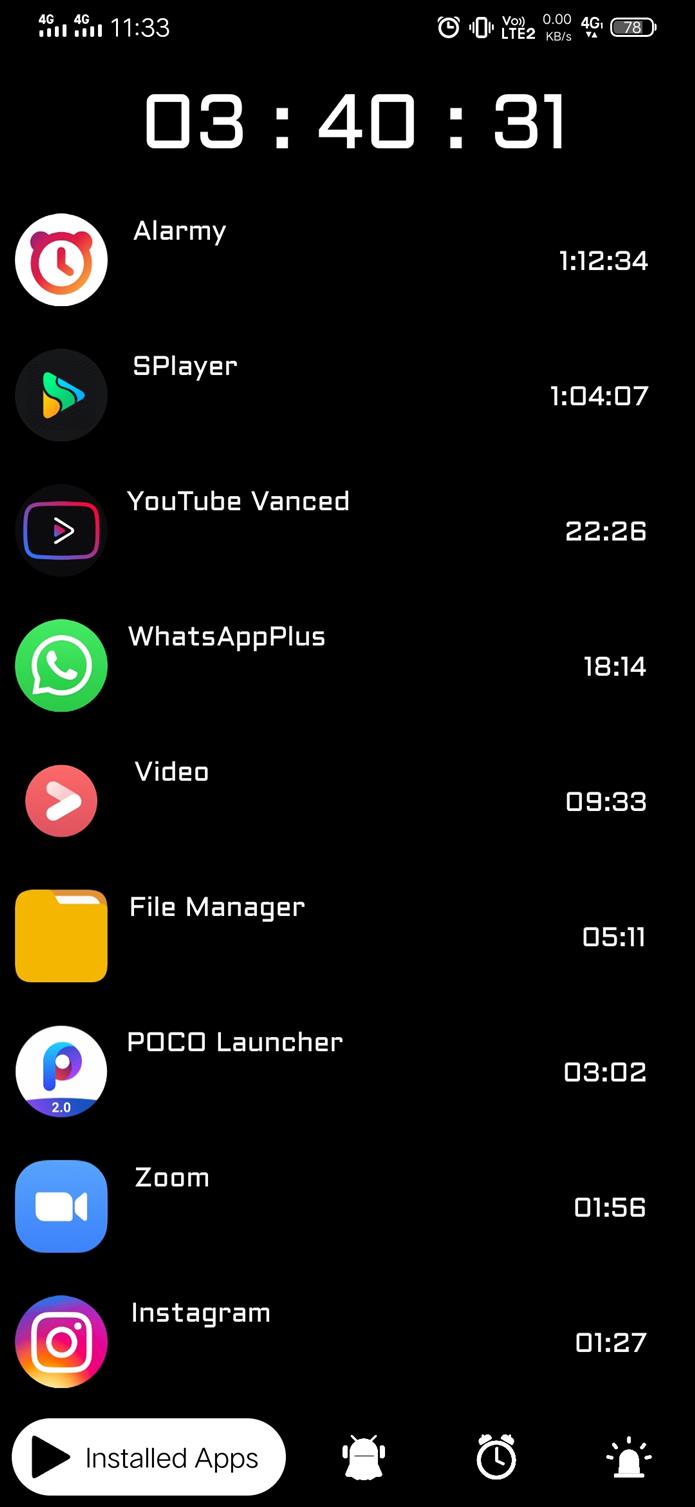 4G 4G 11:33 Vo)) LTE2 0.00 KB/s 4G 78
03 : 40 : 31
Alarmy
1:12:34
SPlayer
1:04:07
YouTube Vanced
22:26
WhatsAppPlus
18:14
Video
09:33
File Manager
05:11
POCO Launcher
2.0
03:02
Zoom
01:56
Instagram
01:27
Installed Apps